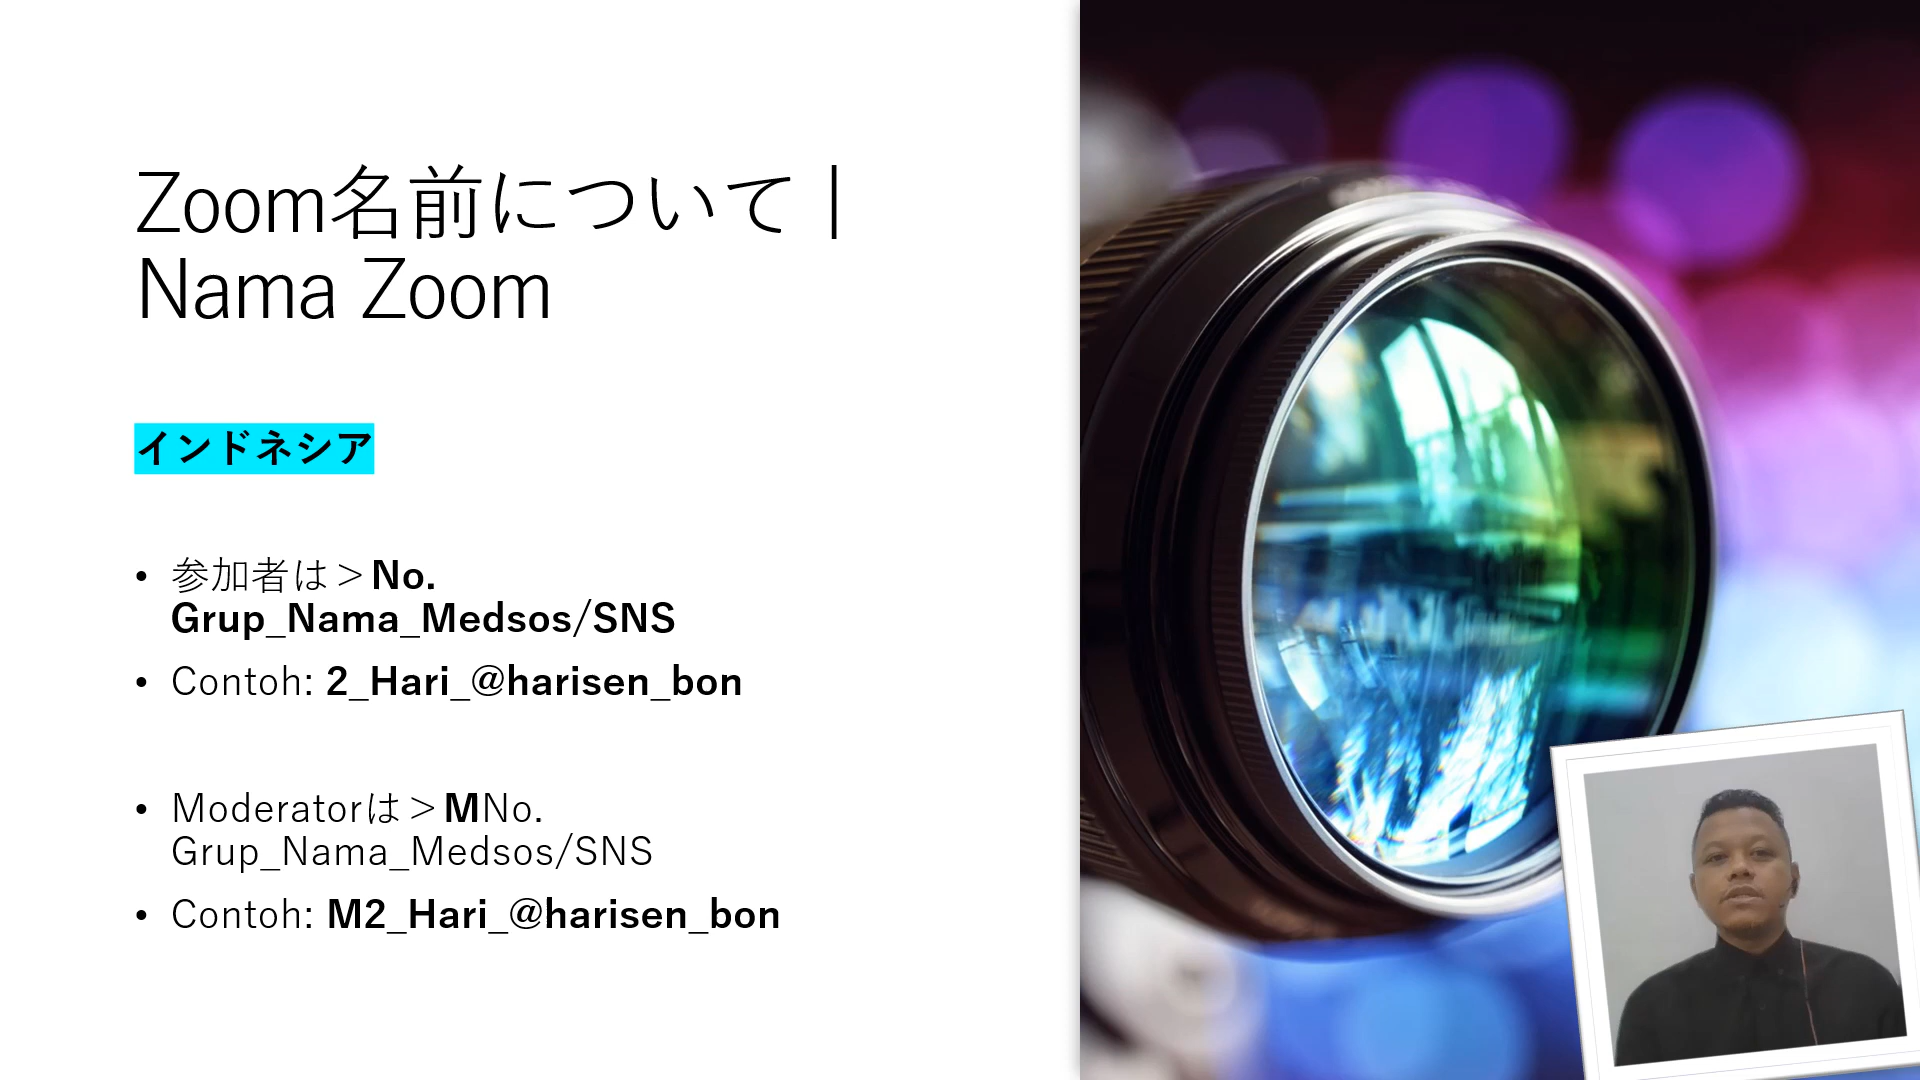 Zoom名前について |
Nama Zoom
インドネシア
• 参加者は＞No.
Grup_Nama_Medsos/SNS
• Contoh: 2_Hari_@harisen_bon
• Moderatorは＞MNo.
Grup_Nama_Medsos/SNS
• Contoh: M2_Hari_@harisen_bon